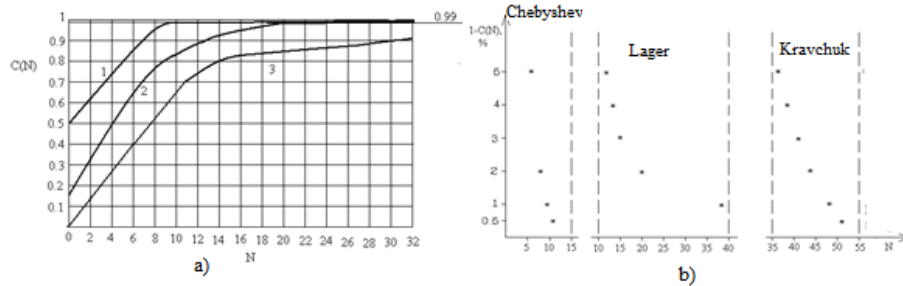 1
0.9
0.8
0.7
0.6
0.5
0.4
0.3
0.2
0.1
C(N)
1
2
3
0.99
0 2 4 6 8 10 12 14 16 18 20 22 24 26 28 30 32
N
a)
Chebyshev
1-C(N),
%
Lager
Kravchuk
5
4
3
2
1
0.5
5 10 15
10 15 20 25 30 35 40
35 40 45 50 55 N
b)